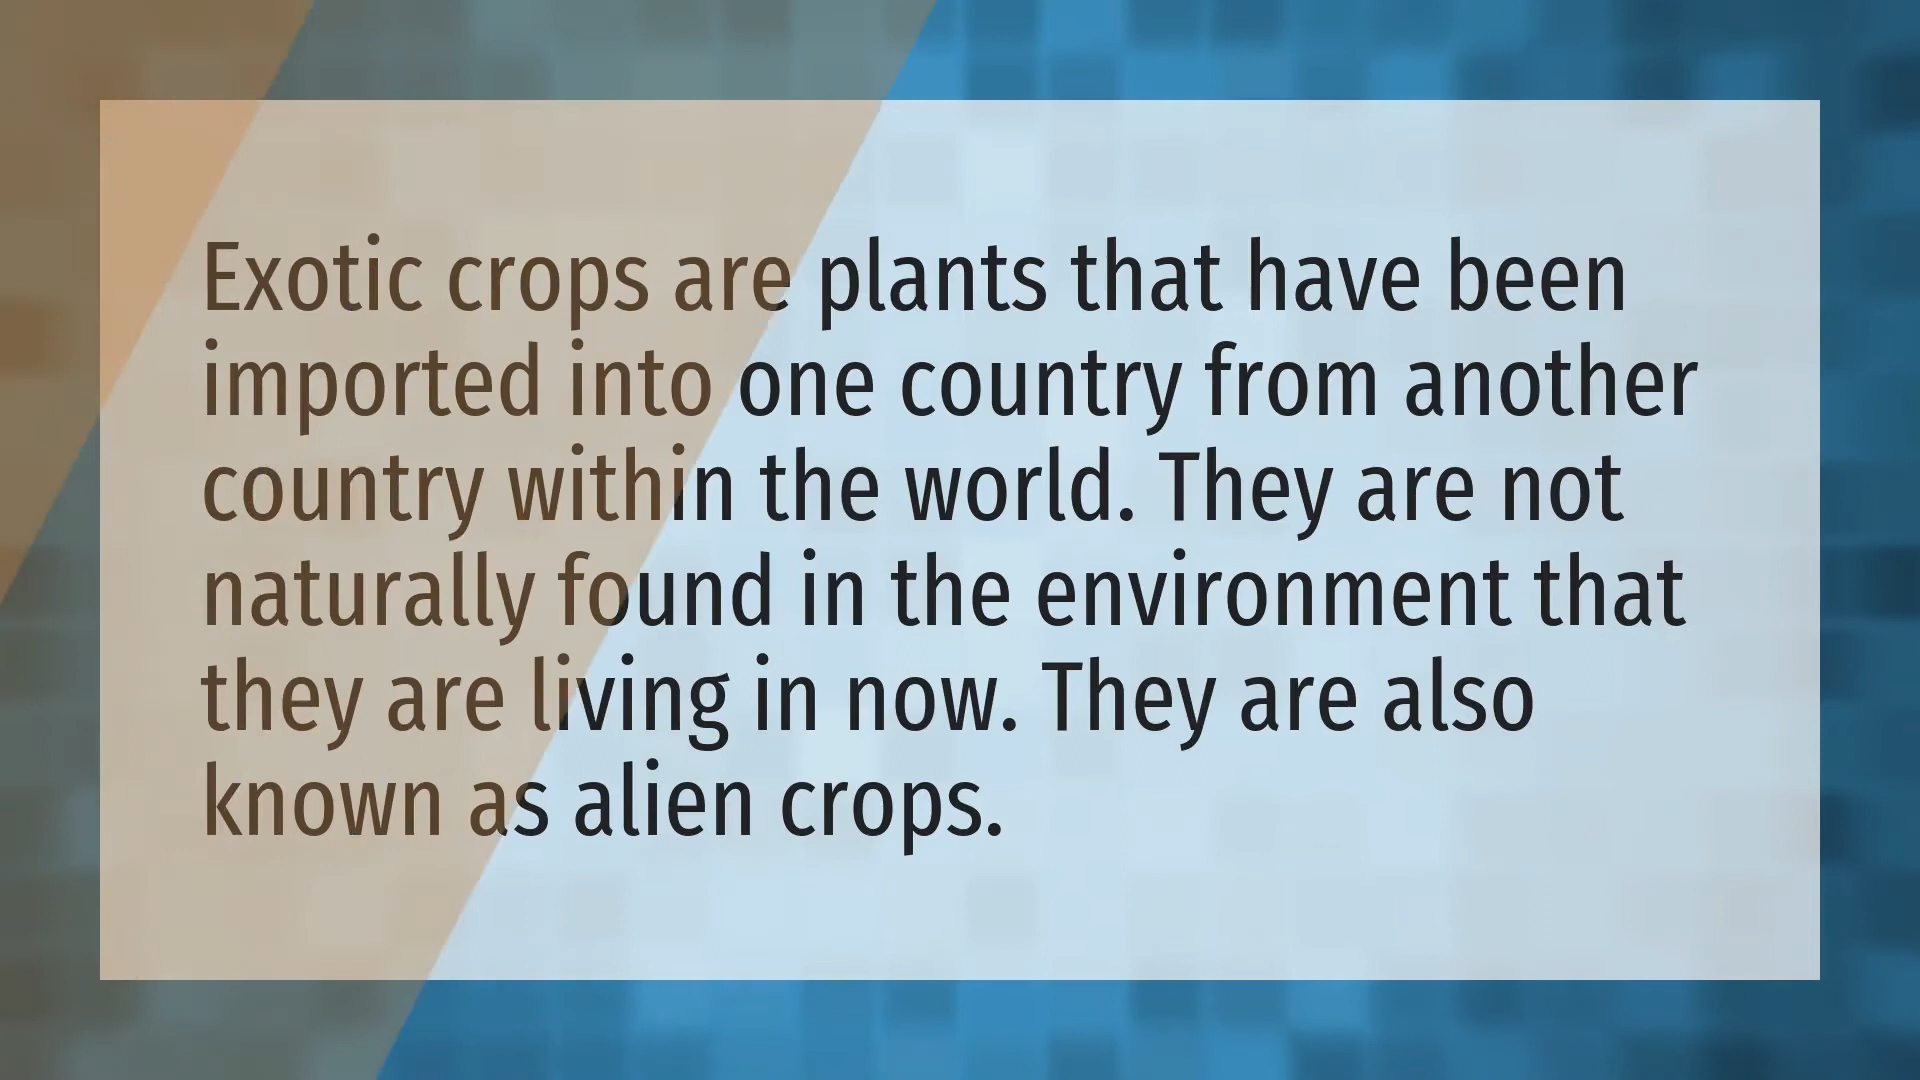 Exotic crops are plants that have been
imported into one country from another
country within the world. They are not
naturally found in the environment that
they are living in now. They are also
known as alien crops.